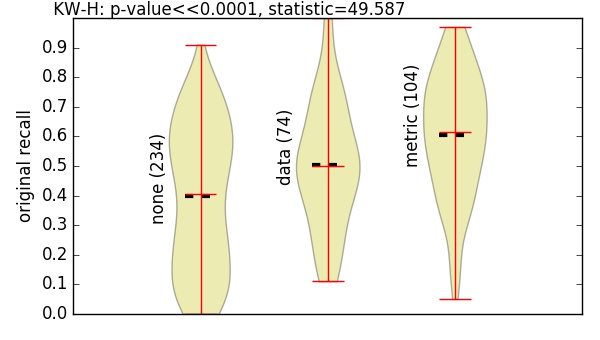 KW-H: p-value<<0.0001, statistic=49.587
original recall
0.9
0.8
0.7
0.6
0.5
0.4
0.3
0.2
0.1
0.0
none (234)
data (74)
metric (104)